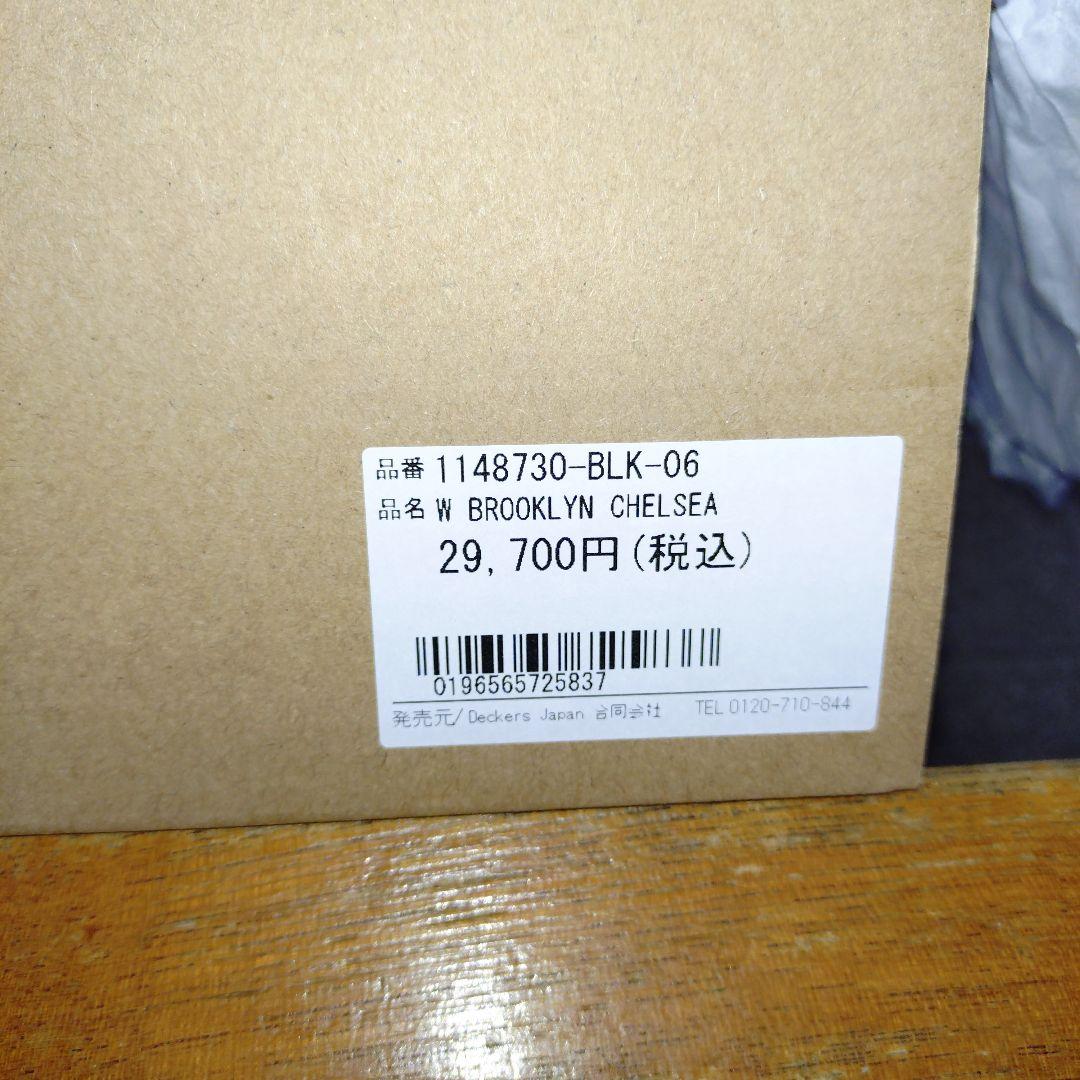 品番 1148730-BLK-06
品名 W BROOKLYN CHELSEA
29,700円(税込)
0196565725837
発売元/Deckers Japan 合同会社 TEL 0120-710-844